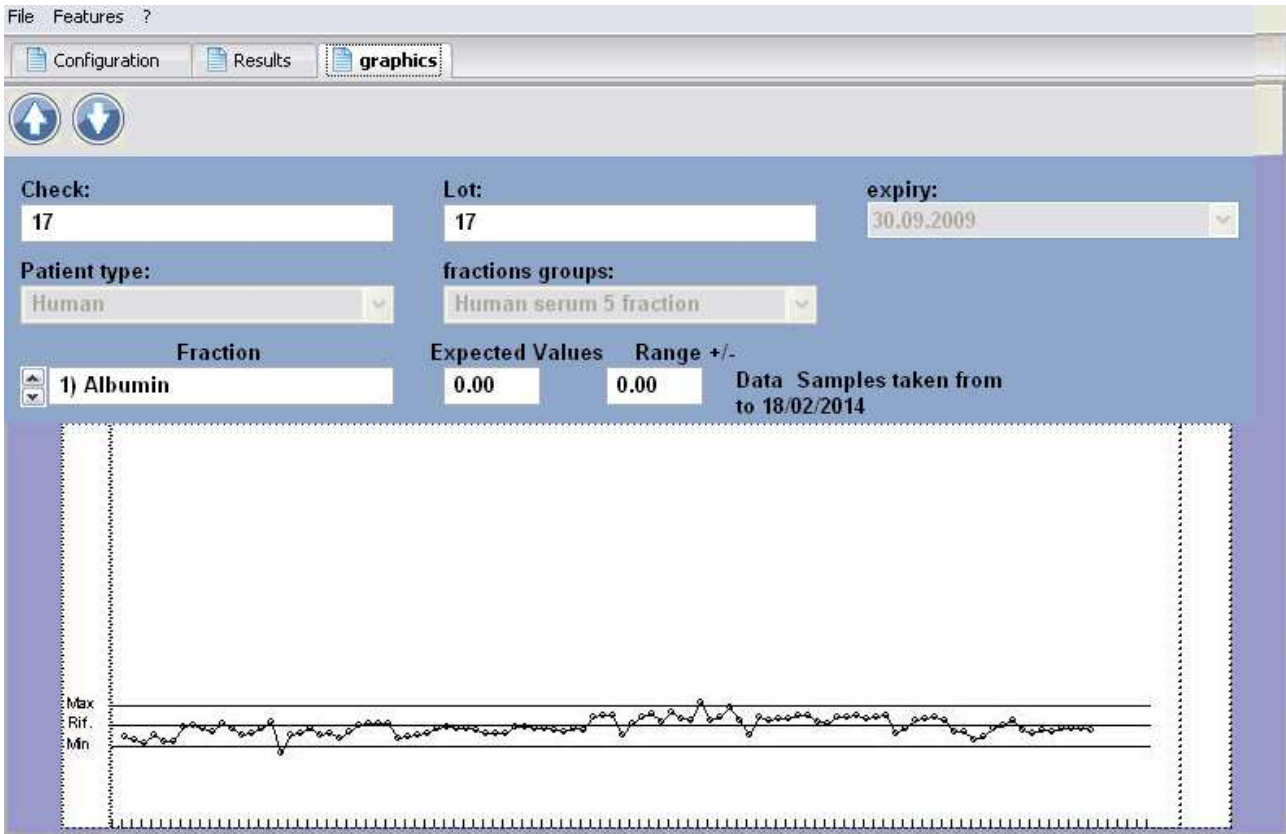 File Features ?
Configuration Results graphics
Check: Lot: expiry:
17 17 30.09.2009
Patient type: fractions groups:
Human Human serum 5 fraction
Fraction Expected Values Range +/-
1) Albumin 0.00 0.00 Data Samples taken from
to 18/02/2014
Max
Rif.
Min